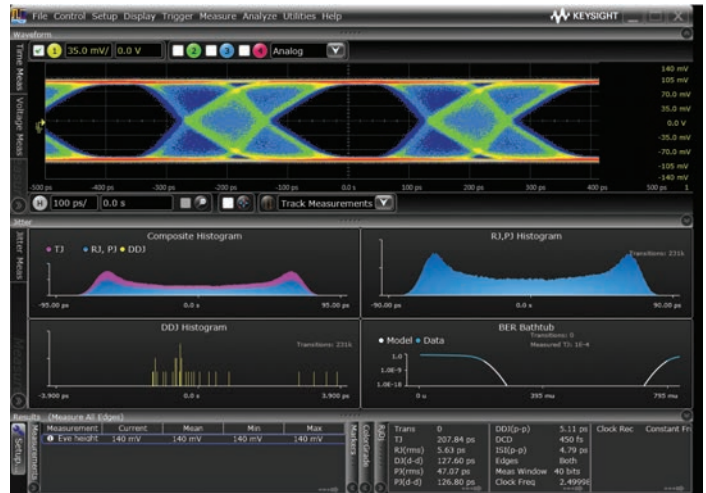 File Control Setup Display Trigger Measure Analyze Utilities Help
KEYSIGHT
Waveform
Time Meas
Voltage Meas
1 35.0 mV/ 0.0 V 2 3 4 Analog
140 mV
105 mV
70.0 mV
35.0 mV
0.0 V
-35.0 mV
-70.0 mV
-105 mV
-140 mV
-500 ps -400 ps -300 ps -200 ps -100 ps 0.0 s 100 ps 200 ps 300 ps 400 ps 500 ps 1
H 100 ps/ 0.0 s Track Measurements
Jitter
Jitter Meas
Composite Histogram
TJ RJ, PJ DDJ
-95.00 ps 0.0 s 95.00 ps
RJ,PJ Histogram
Transitions: 231k
-90.00 ps 0.0 s 90.00 ps
DDJ Histogram
Transitions: 231k
-3.900 ps 0.0 s 3.900 ps
BER Bathtub
Model Data
Transitions: 0
Measured TJ: 1E-4
1.0
1.0E-9
1.0E-18
0 u 395 mu 795 mu
Results (Measure All Edges)
Setup...
Measurements
Measurement Current Mean Min Max
Eye height 140 mV 140 mV 140 mV 140 mV
Markers
ColorGrade
RJDJ
Trans 0
TJ 207.84 ps
RJ(rms) 5.63 ps
DJ(d-d) 127.60 ps
PJ(rms) 47.07 ps
PJ(d-d) 126.80 ps
DDJ(p-p) 5.11 ps
DCD 450 fs
ISI(p-p) 4.79 ps
Edges Both
Meas Window 40 bits
Clock Freq 2.49998
Clock Rec Constant Fr